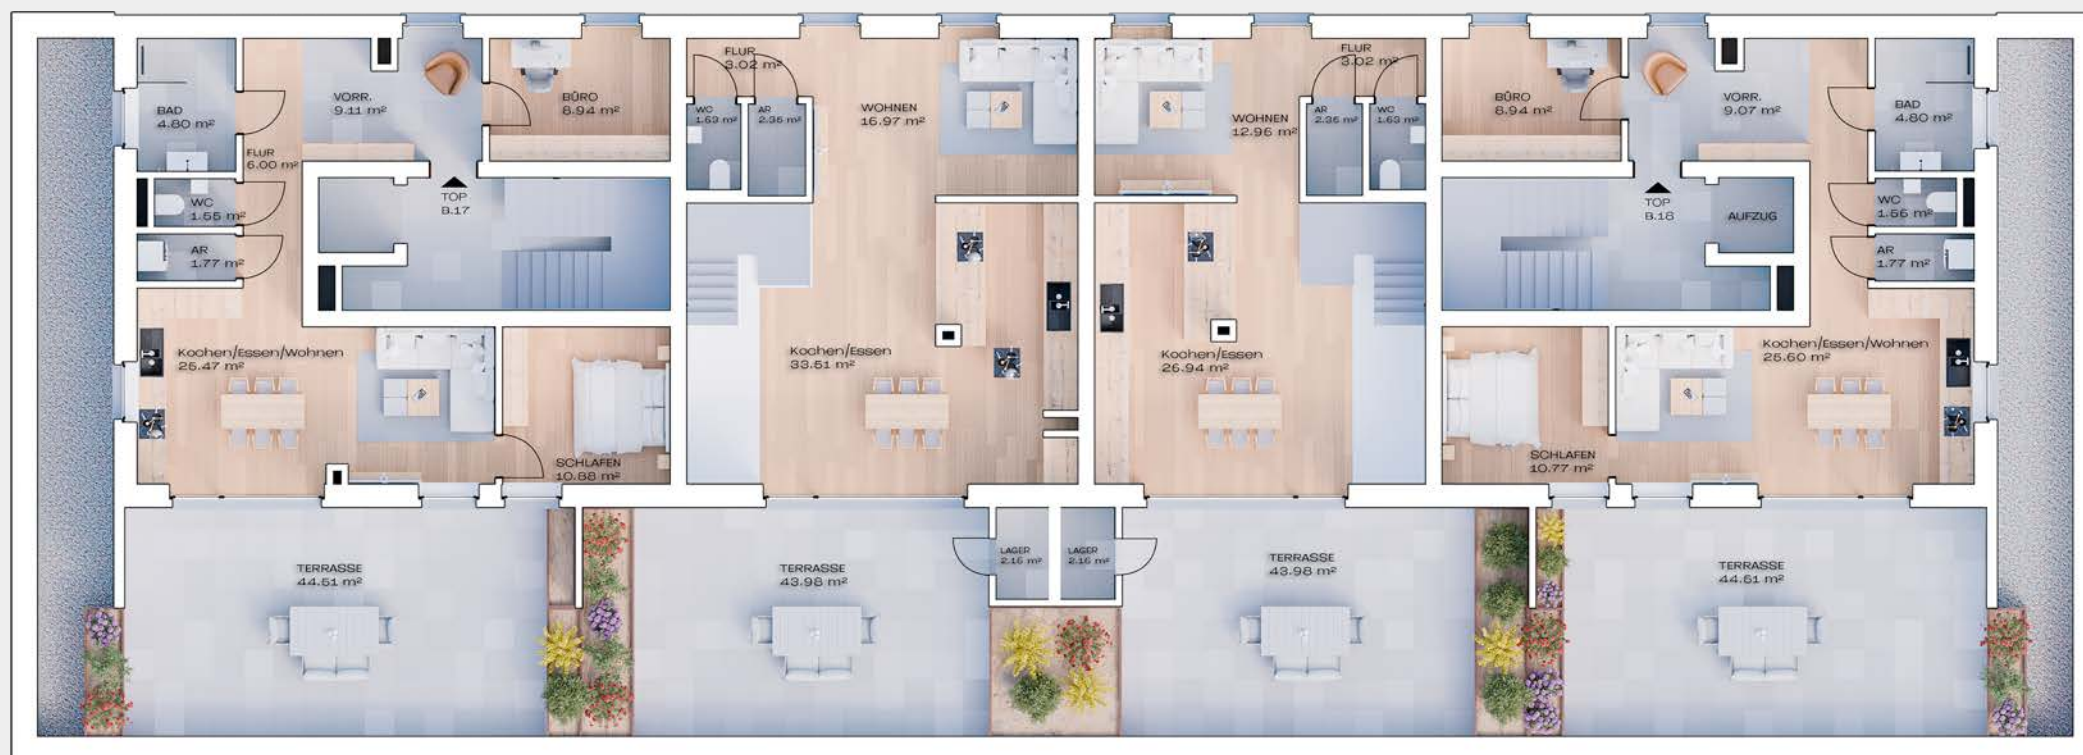 BAD
4.80 m²
VORR.
9.11 m²
BÜRO
8.94 m²
FLUR
6.00 m²
WC
1.55 m²
AR
1.77 m²
TOP
B.17
Kochen/Essen/Wohnen
25.47 m²
SCHLAFEN
10.88 m²
TERRASSE
44.51 m²
FLUR
3.02 m²
WC
1.63 m²
AR
2.36 m²
WOHNEN
16.97 m²
Kochen/Essen
33.51 m²
TERRASSE
43.98 m²
LAGER
2.16 m²
LAGER
2.16 m²
WOHNEN
12.96 m²
FLUR
3.02 m²
AR
2.36 m²
WC
1.63 m²
Kochen/Essen
26.94 m²
TERRASSE
43.98 m²
BÜRO
8.94 m²
VORR.
9.07 m²
BAD
4.80 m²
TOP
B.18
AUFZUG
WC
1.56 m²
AR
1.77 m²
Kochen/Essen/Wohnen
25.60 m²
SCHLAFEN
10.77 m²
TERRASSE
44.61 m²